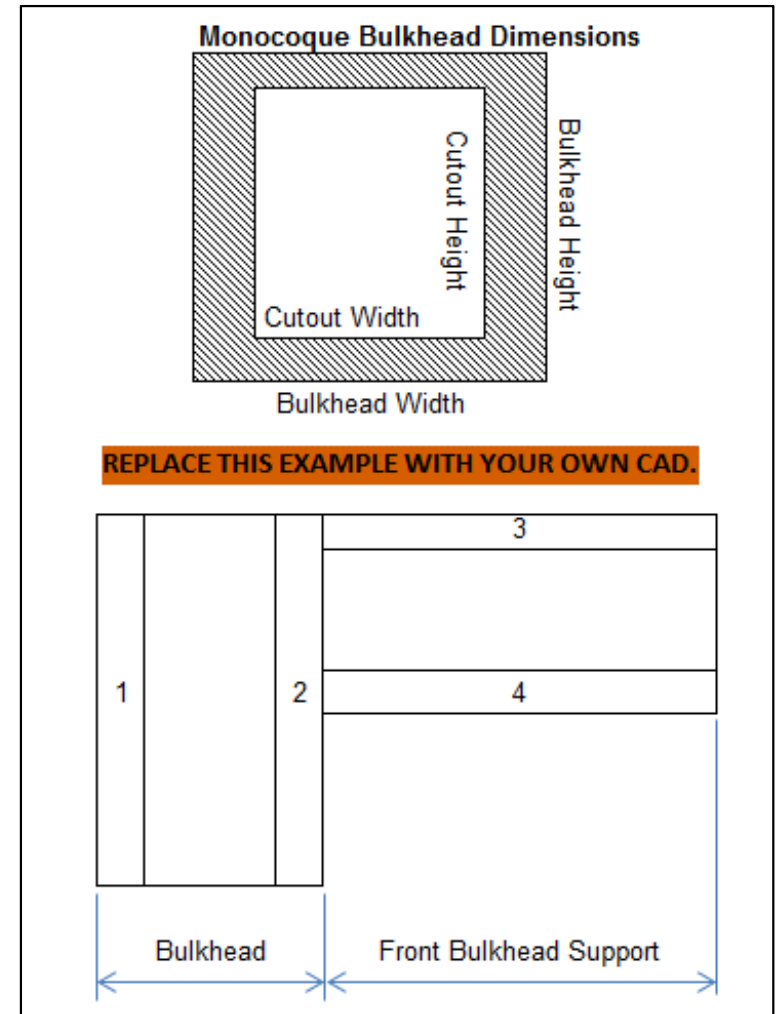 Monocoque Bulkhead Dimensions
Cutout Height
Bulkhead Height
Cutout Width
Bulkhead Width
REPLACE THIS EXAMPLE WITH YOUR OWN CAD.
3
1
2
4
Bulkhead
Front Bulkhead Support